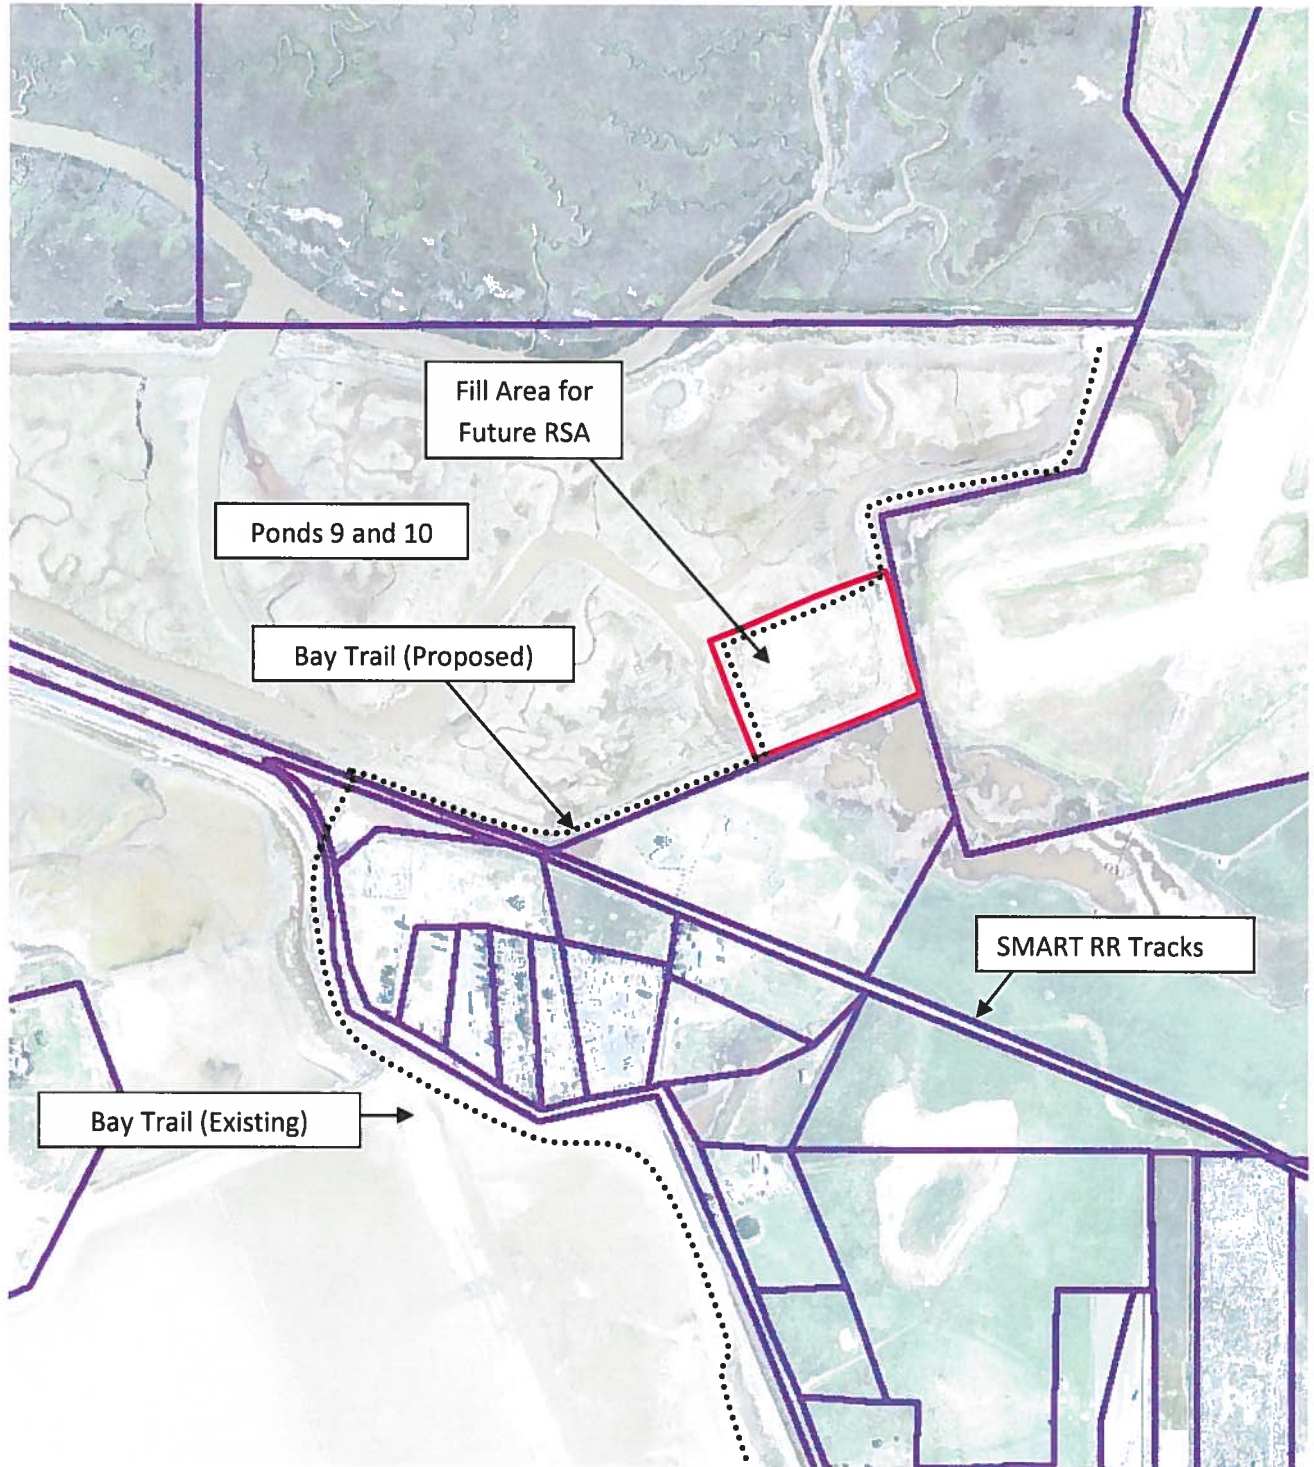 Fill Area for
Future RSA
Ponds 9 and 10
Bay Trail (Proposed)
SMART RR Tracks
Bay Trail (Existing)